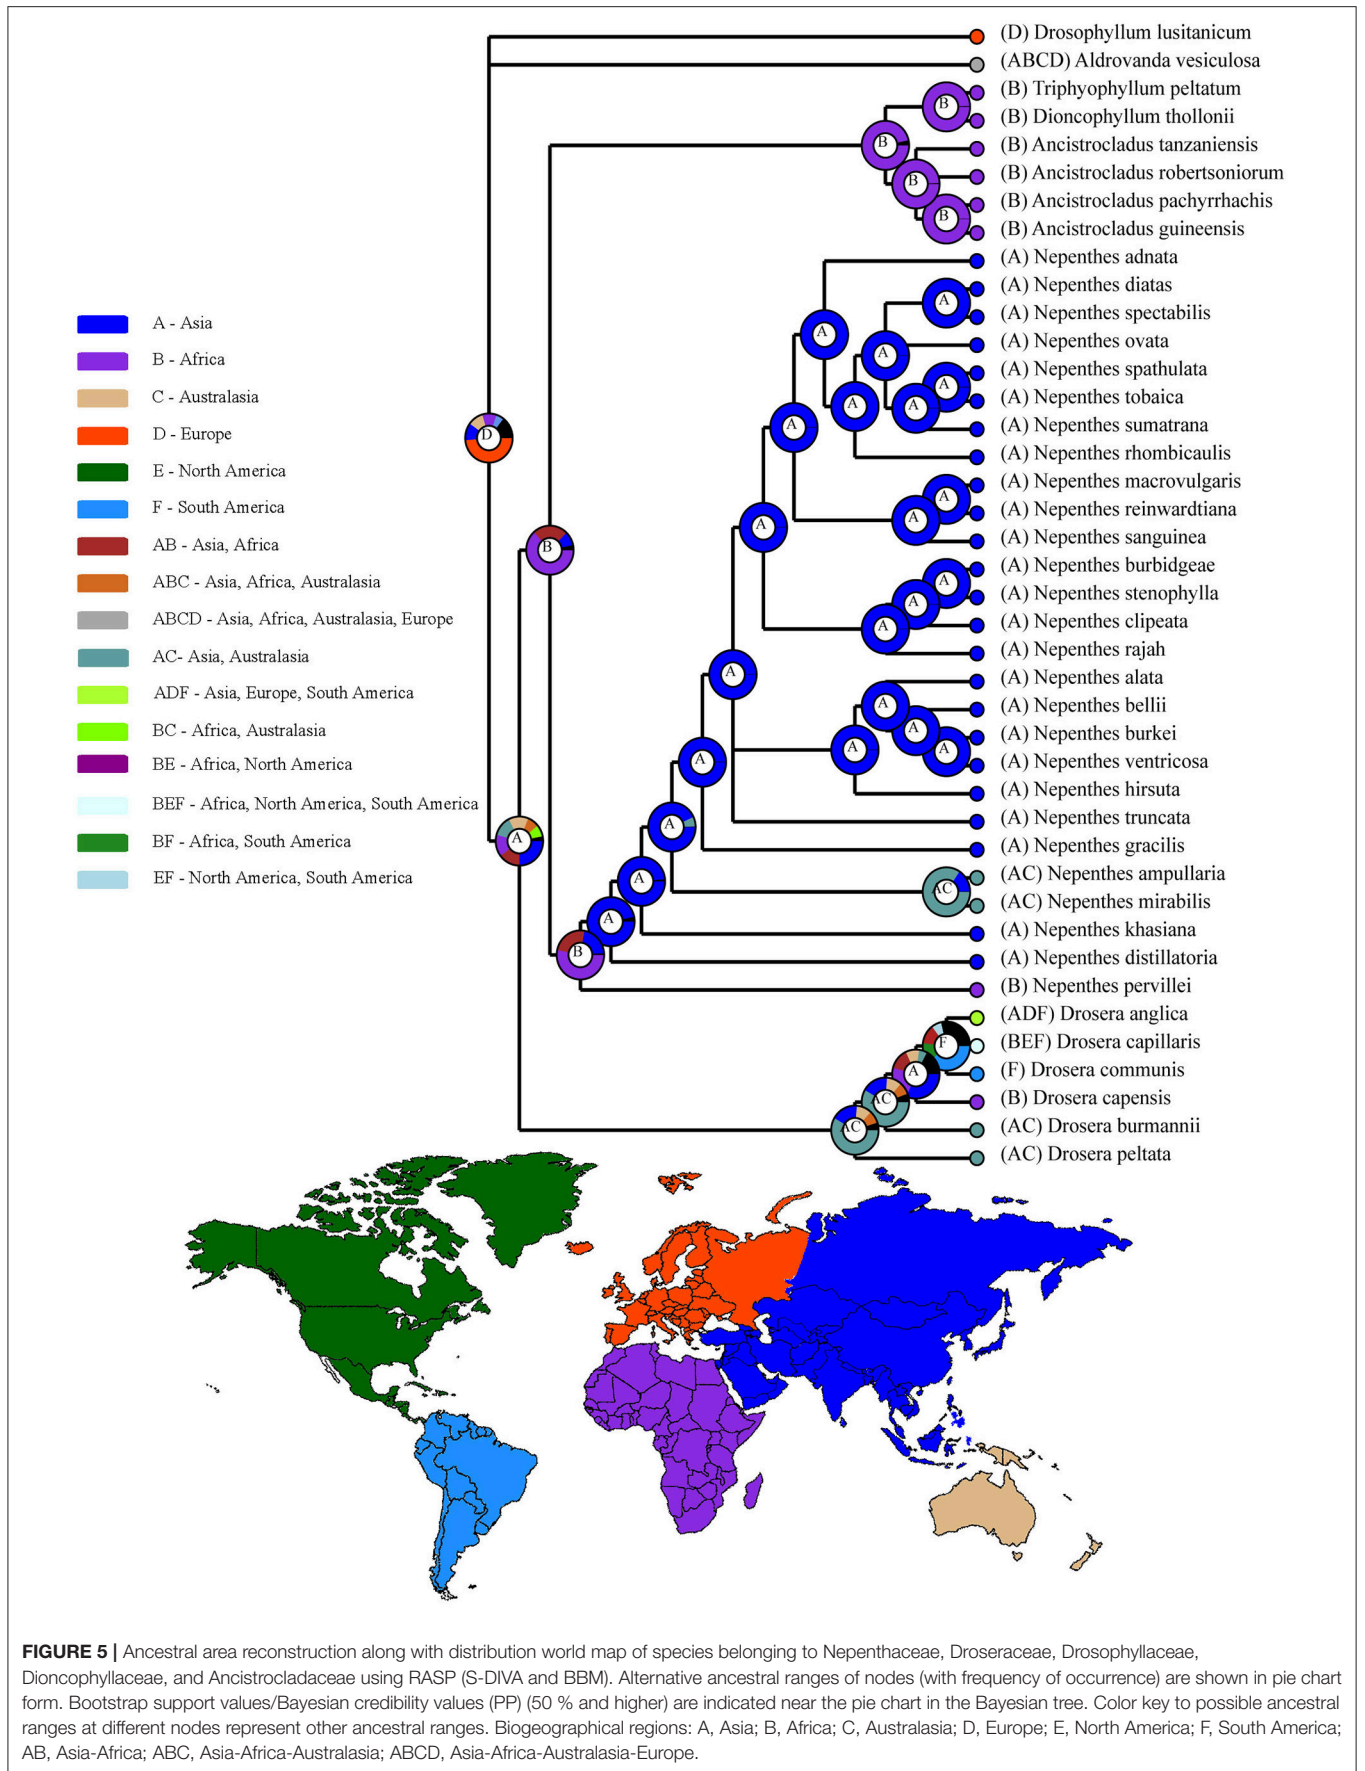 (D) Drosophyllum lusitanicum
(ABCD) Aldrovanda vesiculosa
(B) Triphyophyllum peltatum
(B) Dioncophyllum thollonii
(B) Ancistrocladus tanzaniensis
(B) Ancistrocladus robertsoniorum
(B) Ancistrocladus pachyrrhachis
(B) Ancistrocladus guineensis
(A) Nepenthes adnata
(A) Nepenthes diatas
(A) Nepenthes spectabilis
(A) Nepenthes ovata
(A) Nepenthes spathulata
(A) Nepenthes tobaica
(A) Nepenthes sumatrana
(A) Nepenthes rhombicaulis
(A) Nepenthes macrovulgaris
(A) Nepenthes reinwardtiana
(A) Nepenthes sanguinea
(A) Nepenthes burbidgeae
(A) Nepenthes stenophylla
(A) Nepenthes clipeata
(A) Nepenthes rajah
(A) Nepenthes alata
(A) Nepenthes bellii
(A) Nepenthes burkei
(A) Nepenthes ventricosa
(A) Nepenthes hirsuta
(A) Nepenthes truncata
(A) Nepenthes gracilis
(AC) Nepenthes ampullaria
(AC) Nepenthes mirabilis
(A) Nepenthes khasiana
(A) Nepenthes distillatoria
(B) Nepenthes pervillei
(ADF) Drosera anglica
(BEF) Drosera capillaris
(F) Drosera communis
(B) Drosera capensis
(AC) Drosera burmannii
(AC) Drosera peltata
A - Asia
B - Africa
C - Australasia
D - Europe
E - North America
F - South America
AB - Asia, Africa
ABC - Asia, Africa, Australasia
ABCD - Asia, Africa, Australasia, Europe
AC- Asia, Australasia
ADF - Asia, Europe, South America
BC - Africa, Australasia
BE - Africa, North America
BEF - Africa, North America, South America
BF - Africa, South America
EF - North America, South America
B
B
B
B
A
A
A
A
A
A
A
D
A
A
A
B
A
A
A
A
A
A
A
A
A
A
A
A
A
AC
A
A
B
F
A
AC
AC
FIGURE 5 | Ancestral area reconstruction along with distribution world map of species belonging to Nepenthaceae, Droseraceae, Drosophyllaceae,
Dioncophyllaceae, and Ancistrocladaceae using RASP (S-DIVA and BBM). Alternative ancestral ranges of nodes (with frequency of occurrence) are shown in pie chart
form. Bootstrap support values/Bayesian credibility values (PP) (50 % and higher) are indicated near the pie chart in the Bayesian tree. Color key to possible ancestral
ranges at different nodes represent other ancestral ranges. Biogeographical regions: A, Asia; B, Africa; C, Australasia; D, Europe; E, North America; F, South America;
AB, Asia-Africa; ABC, Asia-Africa-Australasia; ABCD, Asia-Africa-Australasia-Europe.